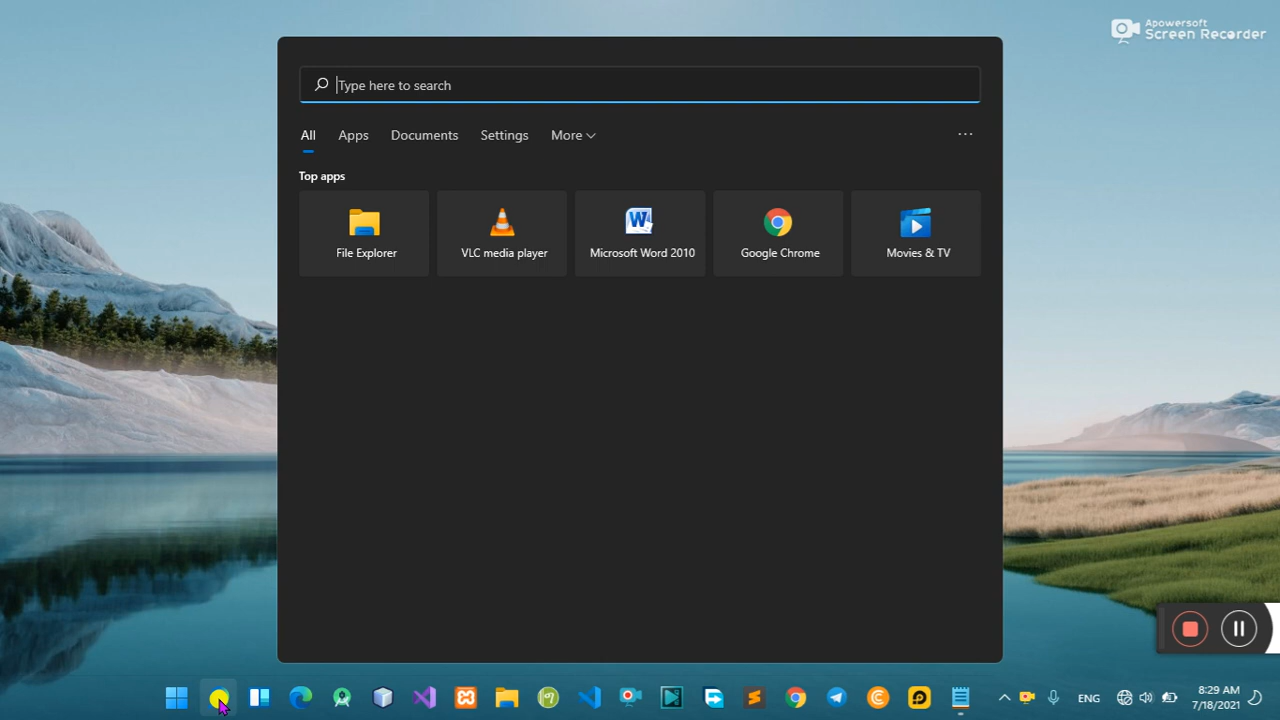 Apowersoft
Screen Recorder
Type here to search
All Apps Documents Settings More
Top apps
File Explorer VLC media player Microsoft Word 2010 Google Chrome Movies & TV
ENG
8:29 AM
7/18/2021